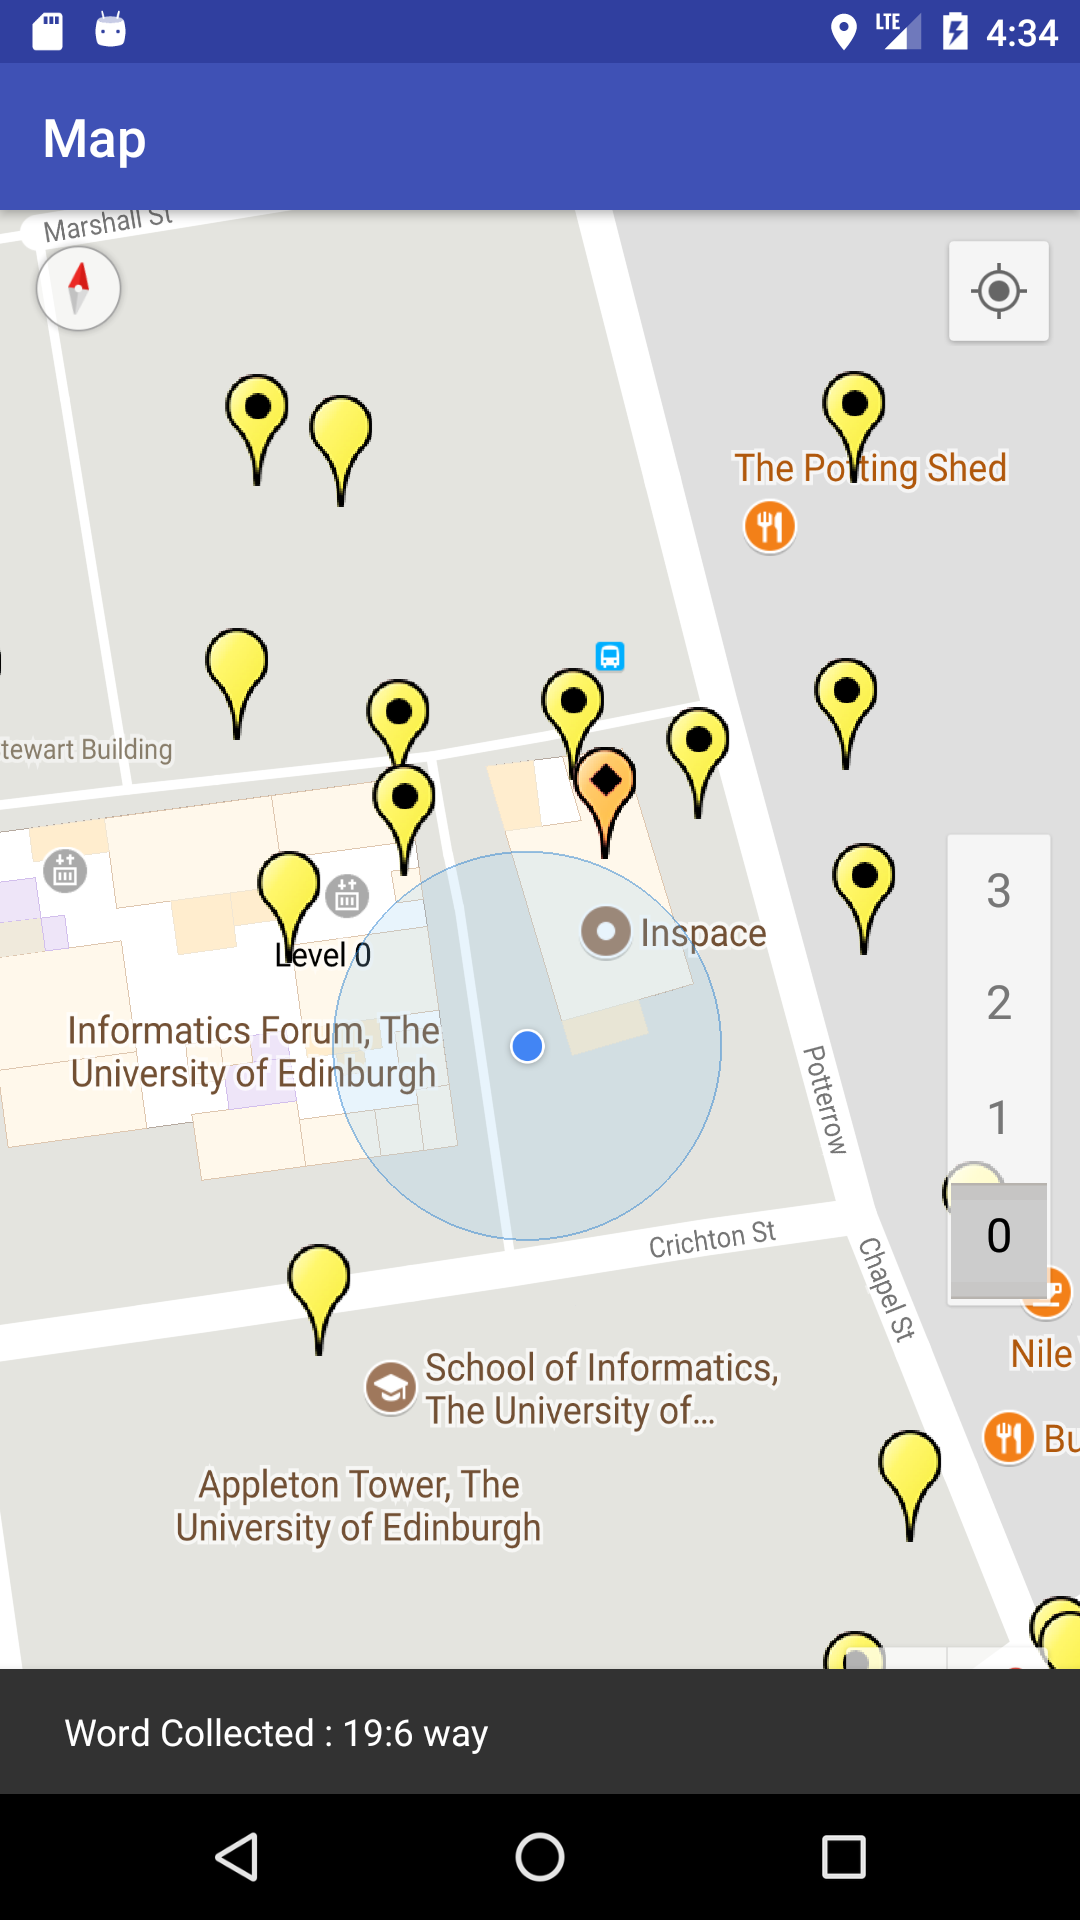 LTE 4:34
Map
Marshall St
The Potting Shed
tewart Building
3
Inspace
Level 0
2
Informatics Forum, The
University of Edinburgh
Potterrow
1
0
Crichton St
Chapel St
Nile
School of Informatics,
The University of...
Bu
Appleton Tower, The
University of Edinburgh
Word Collected : 19:6 way